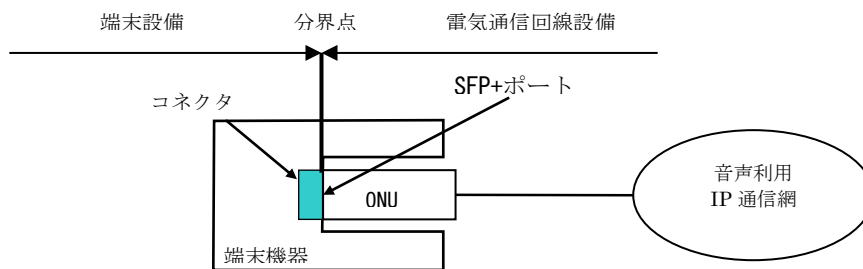 端末設備
分界点
電気通信回線設備
SFP+ポート
コネクタ
ONU
音声利用
IP 通信網
端末機器